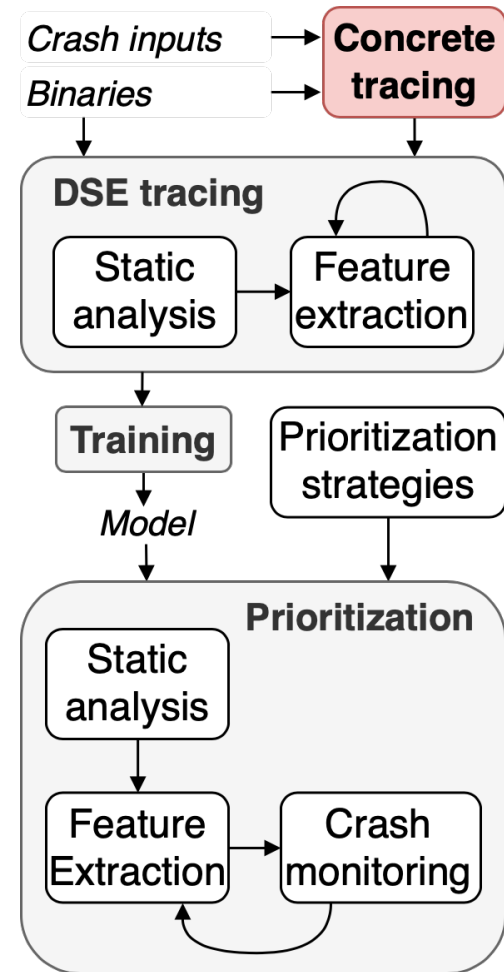 Crash inputs
Binaries
Concrete
tracing
DSE tracing
Static
analysis
Feature
extraction
Training
Model
Prioritization
strategies
Prioritization
Static
analysis
Feature
Extraction
Crash
monitoring